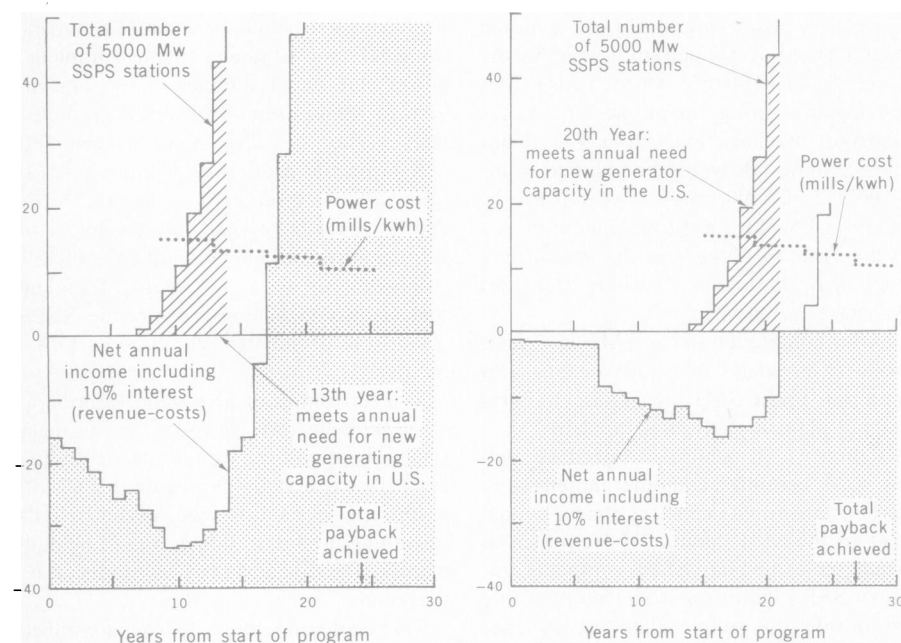 Total number
of 5000 Mw
SSPS stations
40
20
0
-20
-40
Power cost
(mills/kwh)
Net annual
income including
10% interest
(revenue-costs)
13th year:
meets annual
need for new
generating
capacity in U.S.
Total
payback
achieved
0
10
20
30
Years from start of program
Total number
of 5000 Mw
SSPS stations
40
20
0
-20
-40
20th Year:
meets annual need
for new generator
capacity in the U.S.
Power cost
(mills/kwh)
Net annual
income including
10% interest
(revenue-costs)
Total
payback
achieved
0
10
20
30
Years from start of program